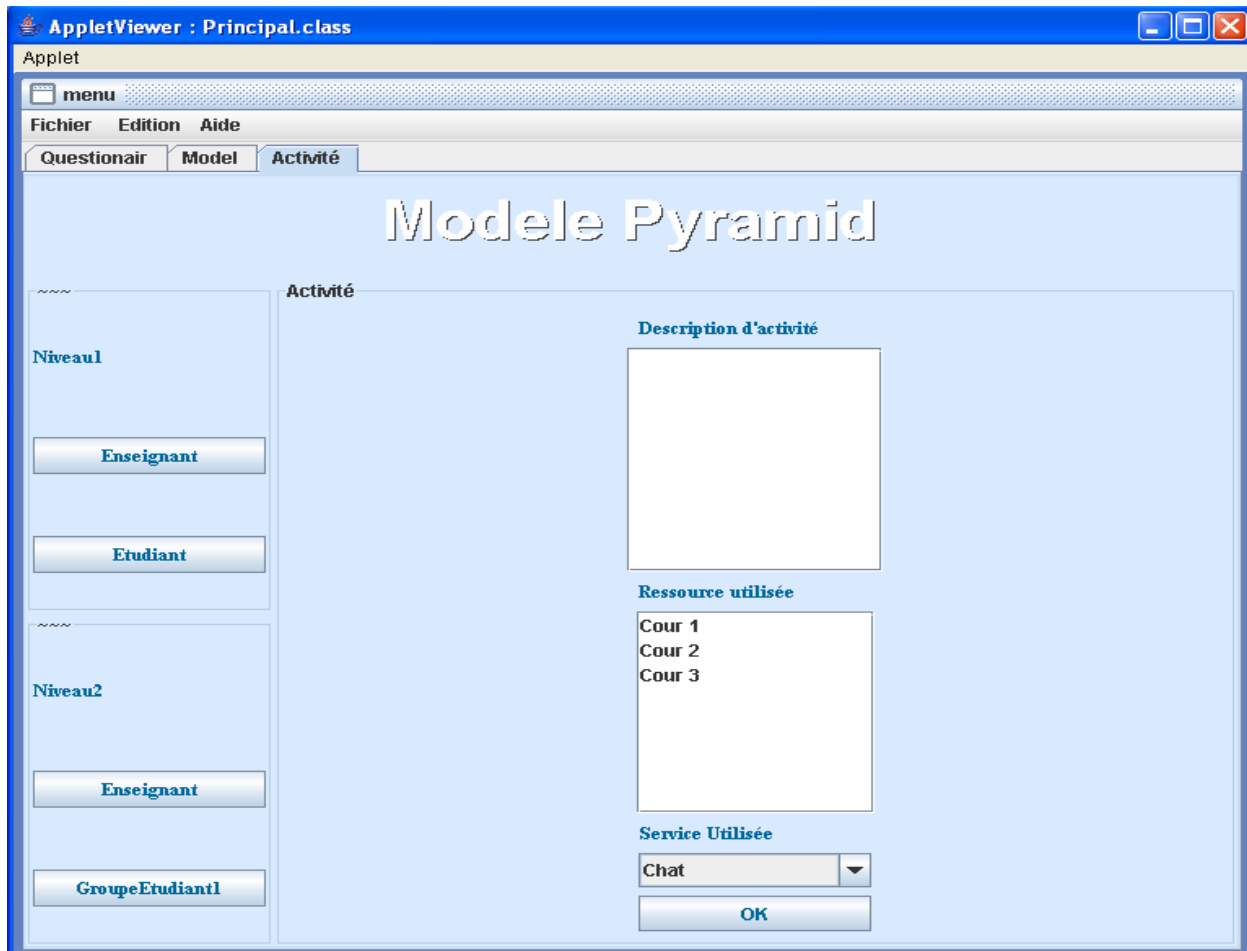 AppletViewer : Principal.class
Applet
menu
Fichier Edition Aide
Questionair Model Activité
Modele Pyramid
~~~
Niveau1
Enseignant
Etudiant
~~~
Niveau2
Enseignant
GroupeEtudiant1
Activité
Description d'activité
Ressource utilisée
Cour 1
Cour 2
Cour 3
Service Utilisée
Chat
OK